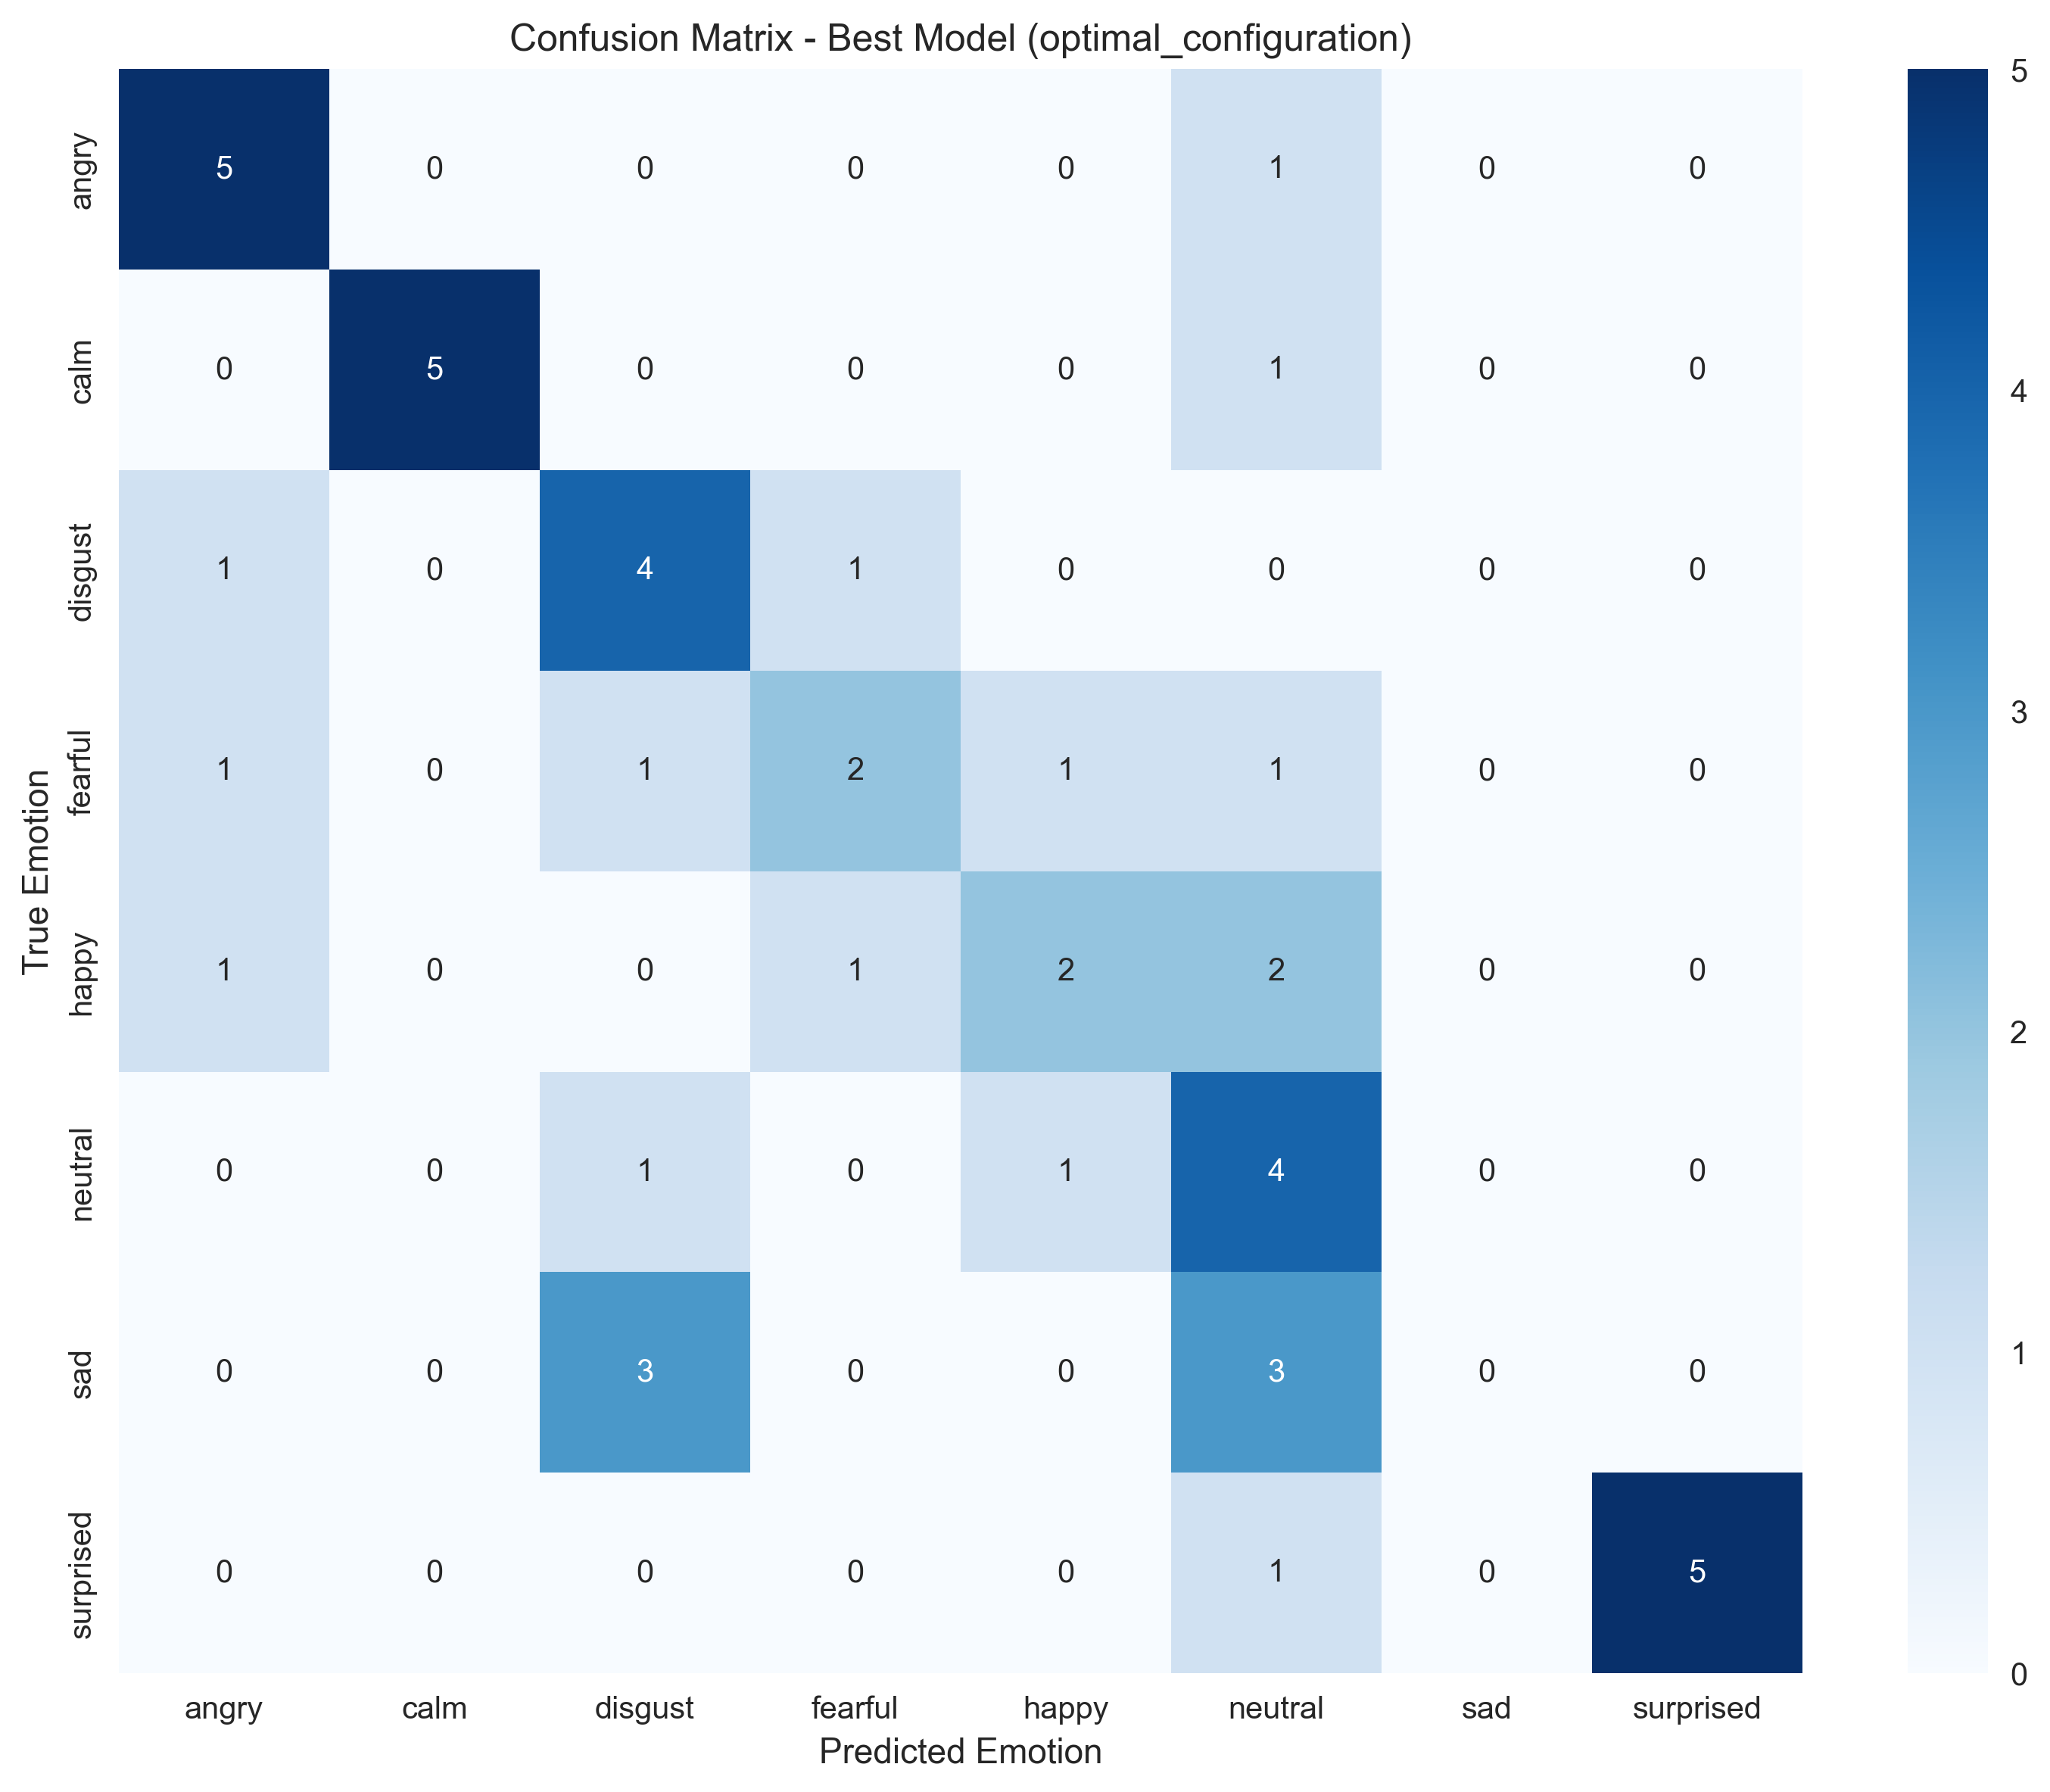 Confusion Matrix - Best Model (optimal_configuration)
True Emotion
angry 5 0 0 0 0 1 0 0
calm 0 5 0 0 0 1 0 0
disgust 1 0 4 1 0 0 0 0
fearful 1 0 1 2 1 1 0 0
happy 1 0 0 1 2 2 0 0
neutral 0 0 1 0 1 4 0 0
sad 0 0 3 0 0 3 0 0
surprised 0 0 0 0 0 1 0 5
angry calm disgust fearful happy neutral sad surprised
Predicted Emotion
5
4
3
2
1
0